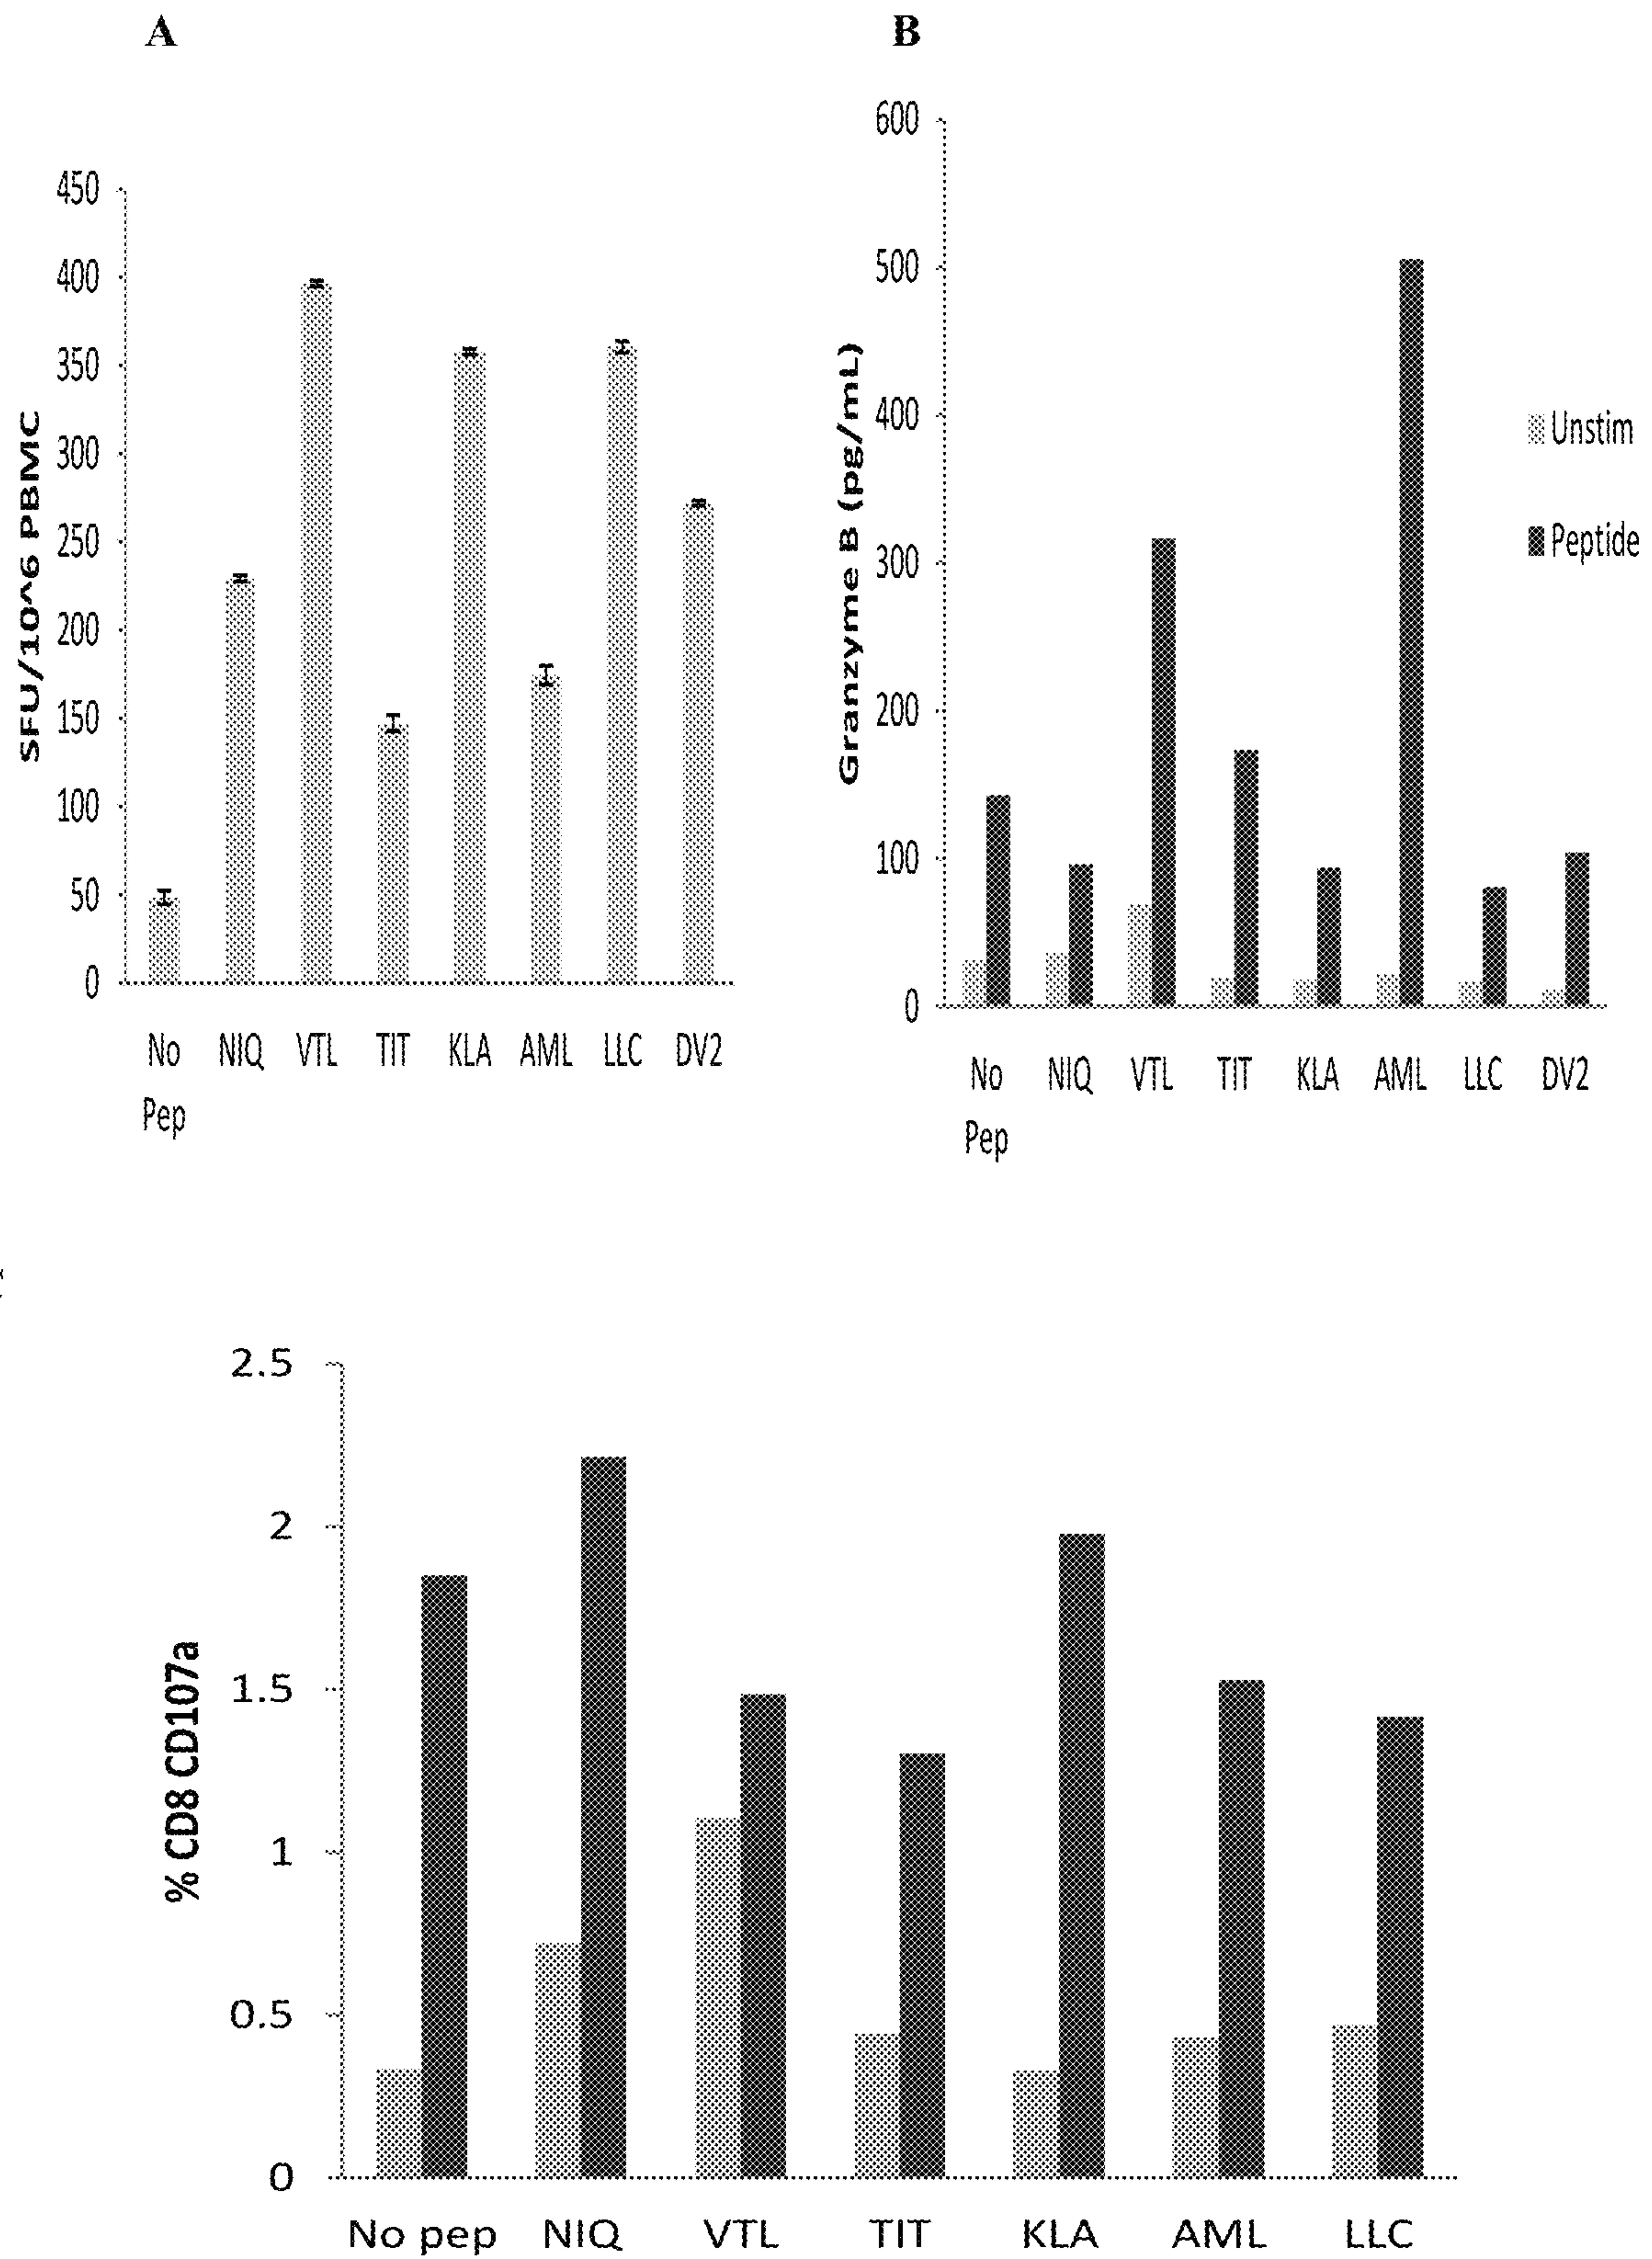 A
B
450
400
350
300
250
200
150
100
50
0
SFU/10^6 PBMC
No NIQ VTL TIT KLA AML LLC DV2
Pep
600
500
400
300
200
100
0
Granzyme B (pg/mL)
Unstim
Peptide
No NIQ VTL TIT KLA AML LLC DV2
Pep
2.5
2
1.5
1
0.5
0
% CD8 CD107a
No pep NIQ VTL TIT KLA AML LLC